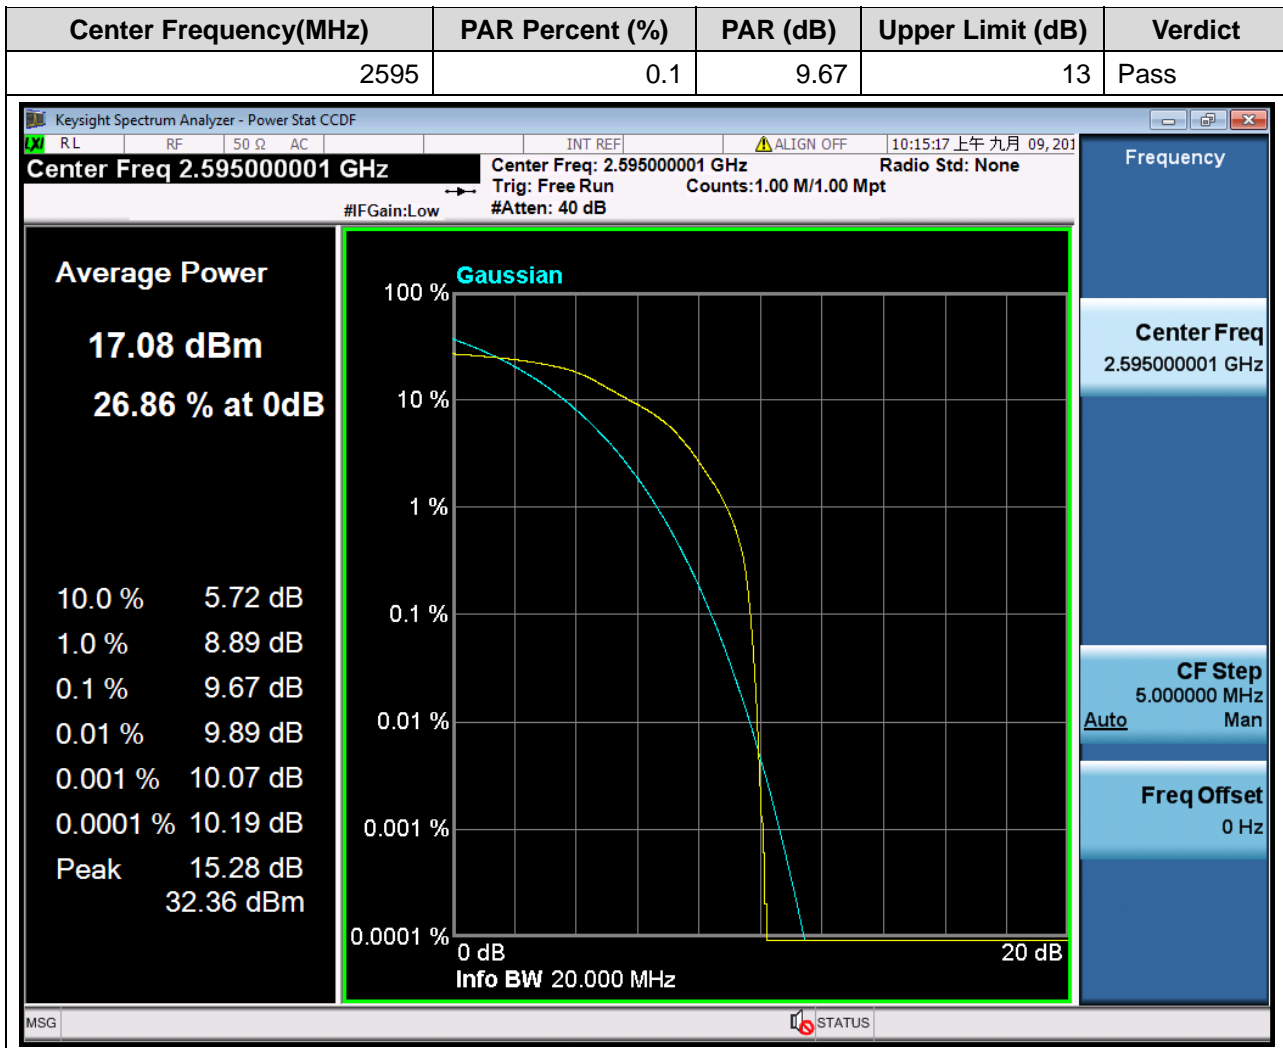 Center Frequency(MHz) PAR Percent (%) PAR (dB) Upper Limit (dB) Verdict
2595 0.1 9.67 13 Pass
Keysight Spectrum Analyzer - Power Stat CCDF
LXI RL RF 50 Ω AC INT REF ALIGN OFF 10:15:17 上午 九月 09, 201
Center Freq 2.595000001 GHz
Center Freq: 2.595000001 GHz Radio Std: None
Trig: Free Run Counts:1.00 M/1.00 Mpt
#IFGain:Low #Atten: 40 dB
Average Power
17.08 dBm
26.86 % at 0dB
10.0 % 5.72 dB
1.0 % 8.89 dB
0.1 % 9.67 dB
0.01 % 9.89 dB
0.001 % 10.07 dB
0.0001 % 10.19 dB
Peak 15.28 dB
32.36 dBm
Gaussian
100 %
10 %
1 %
0.1 %
0.01 %
0.001 %
0.0001 %
0 dB 20 dB
Info BW 20.000 MHz
Frequency
Center Freq
2.595000001 GHz
CF Step
5.000000 MHz
Auto Man
Freq Offset
0 Hz
MSG STATUS